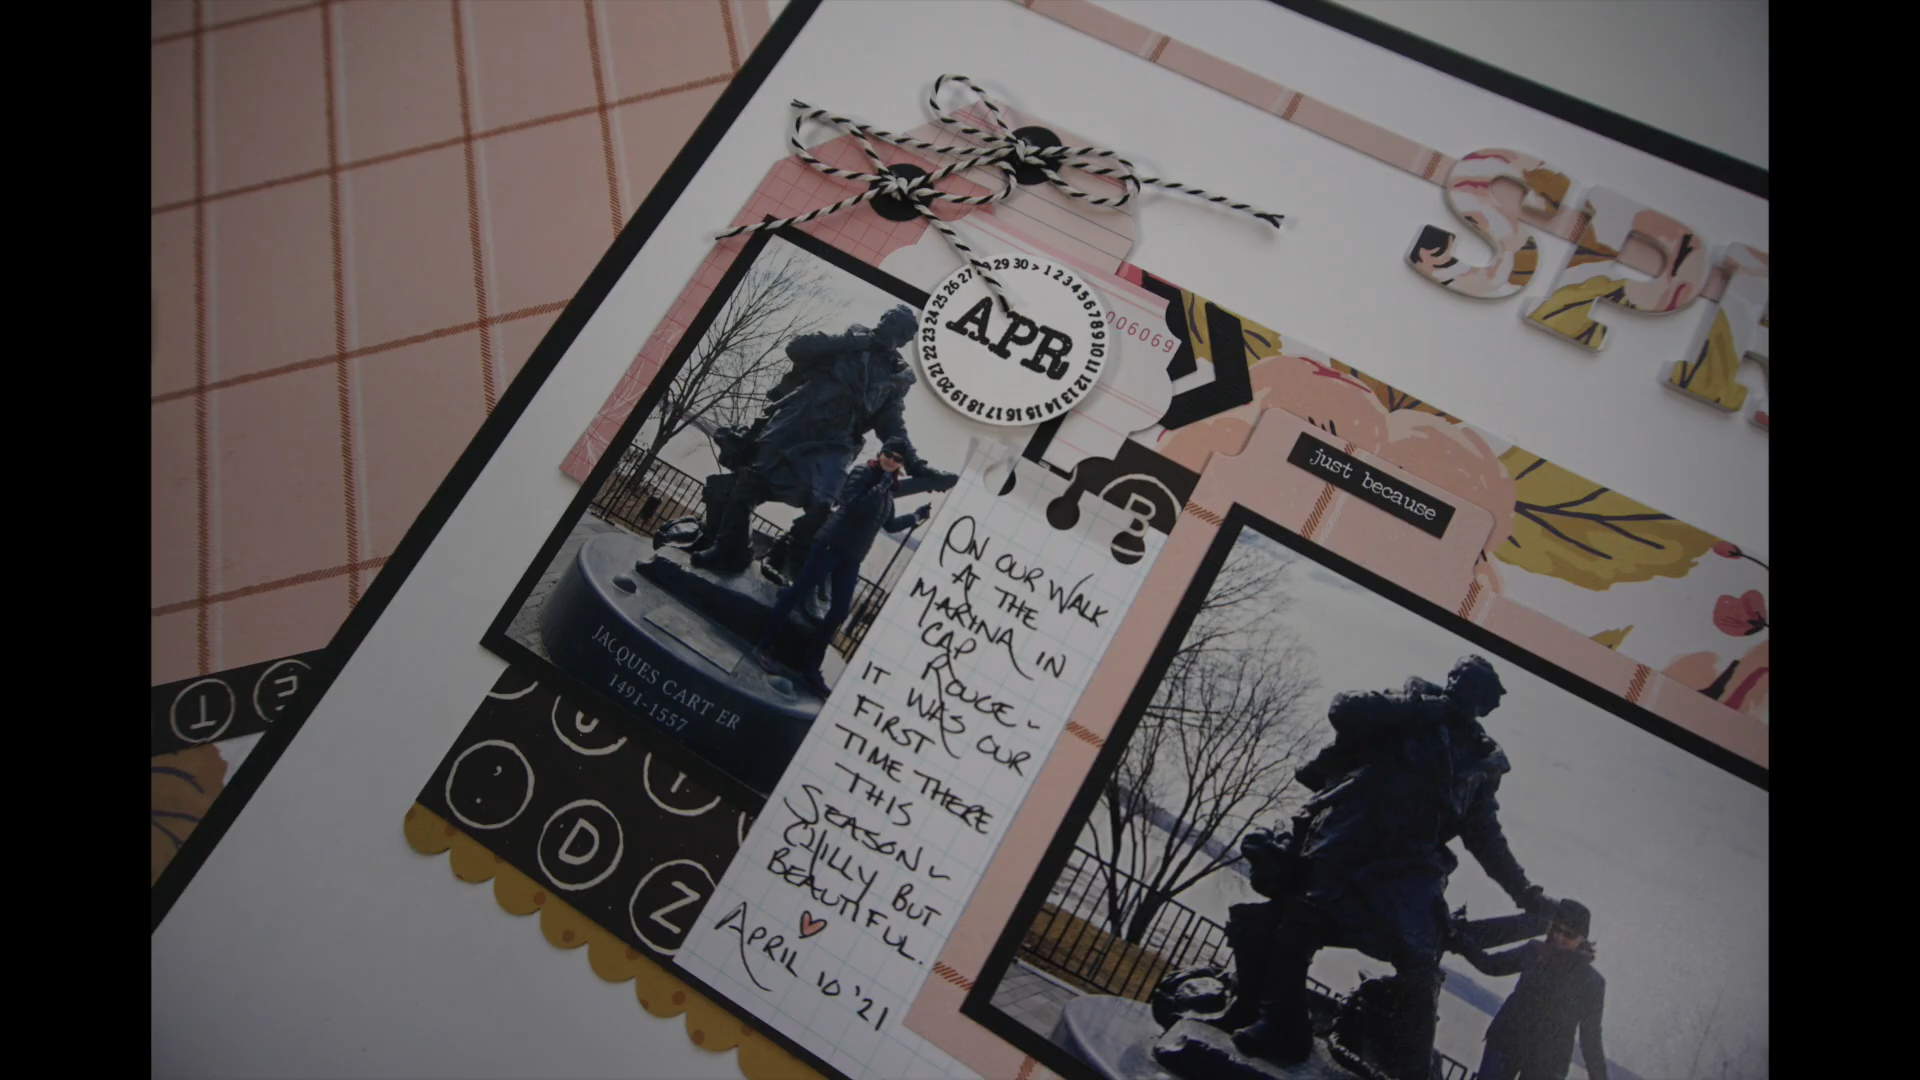 SPR
27 28 29 30 > 1 2 3 4 5 6 7 8 9 10 11 12 13 14 15 16 17 18 19 20 21 22 23 24 25 26
APR
006069
just because
B
JACQUES CART ER
1491-1557
ON OUR WALK
AT THE
MARINA IN
CAP
ROUGE ~
IT WAS OUR
FIRST
TIME THERE
THIS
SEASON ~
CHILLY BUT
BEAUTIFUL.
APRIL 10 '21
T
D
Z